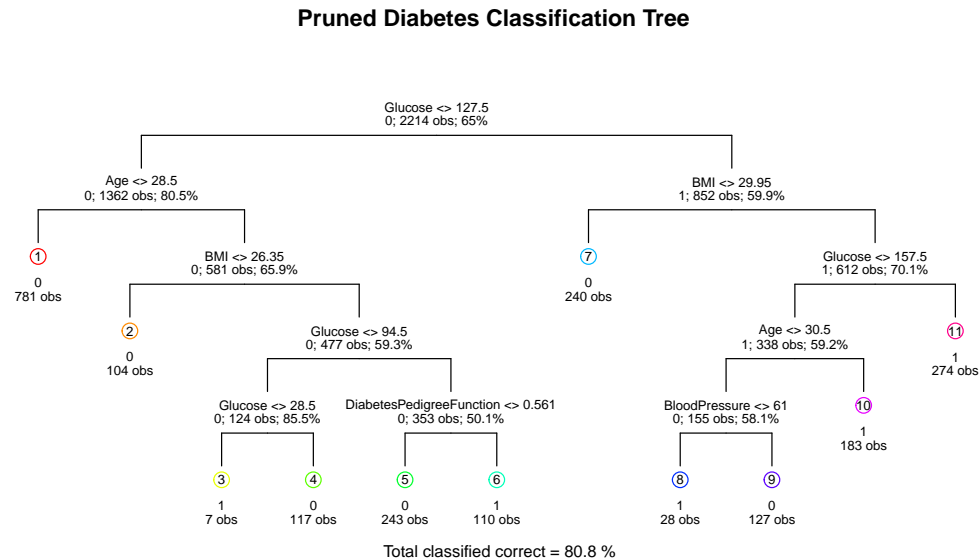 Pruned Diabetes Classification Tree
Glucose <> 127.5
0; 2214 obs; 65%
Age <> 28.5
0; 1362 obs; 80.5%
BMI <> 29.95
1; 852 obs; 59.9%
1
0
781 obs
BMI <> 26.35
0; 581 obs; 65.9%
7
0
240 obs
Glucose <> 157.5
1; 612 obs; 70.1%
2
0
104 obs
Glucose <> 94.5
0; 477 obs; 59.3%
Age <> 30.5
1; 338 obs; 59.2%
11
1
274 obs
Glucose <> 28.5
0; 124 obs; 85.5%
DiabetesPedigreeFunction <> 0.561
0; 353 obs; 50.1%
BloodPressure <> 61
0; 155 obs; 58.1%
10
1
183 obs
3
1
7 obs
4
0
117 obs
5
0
243 obs
6
1
110 obs
8
1
28 obs
9
0
127 obs
Total classified correct = 80.8 %